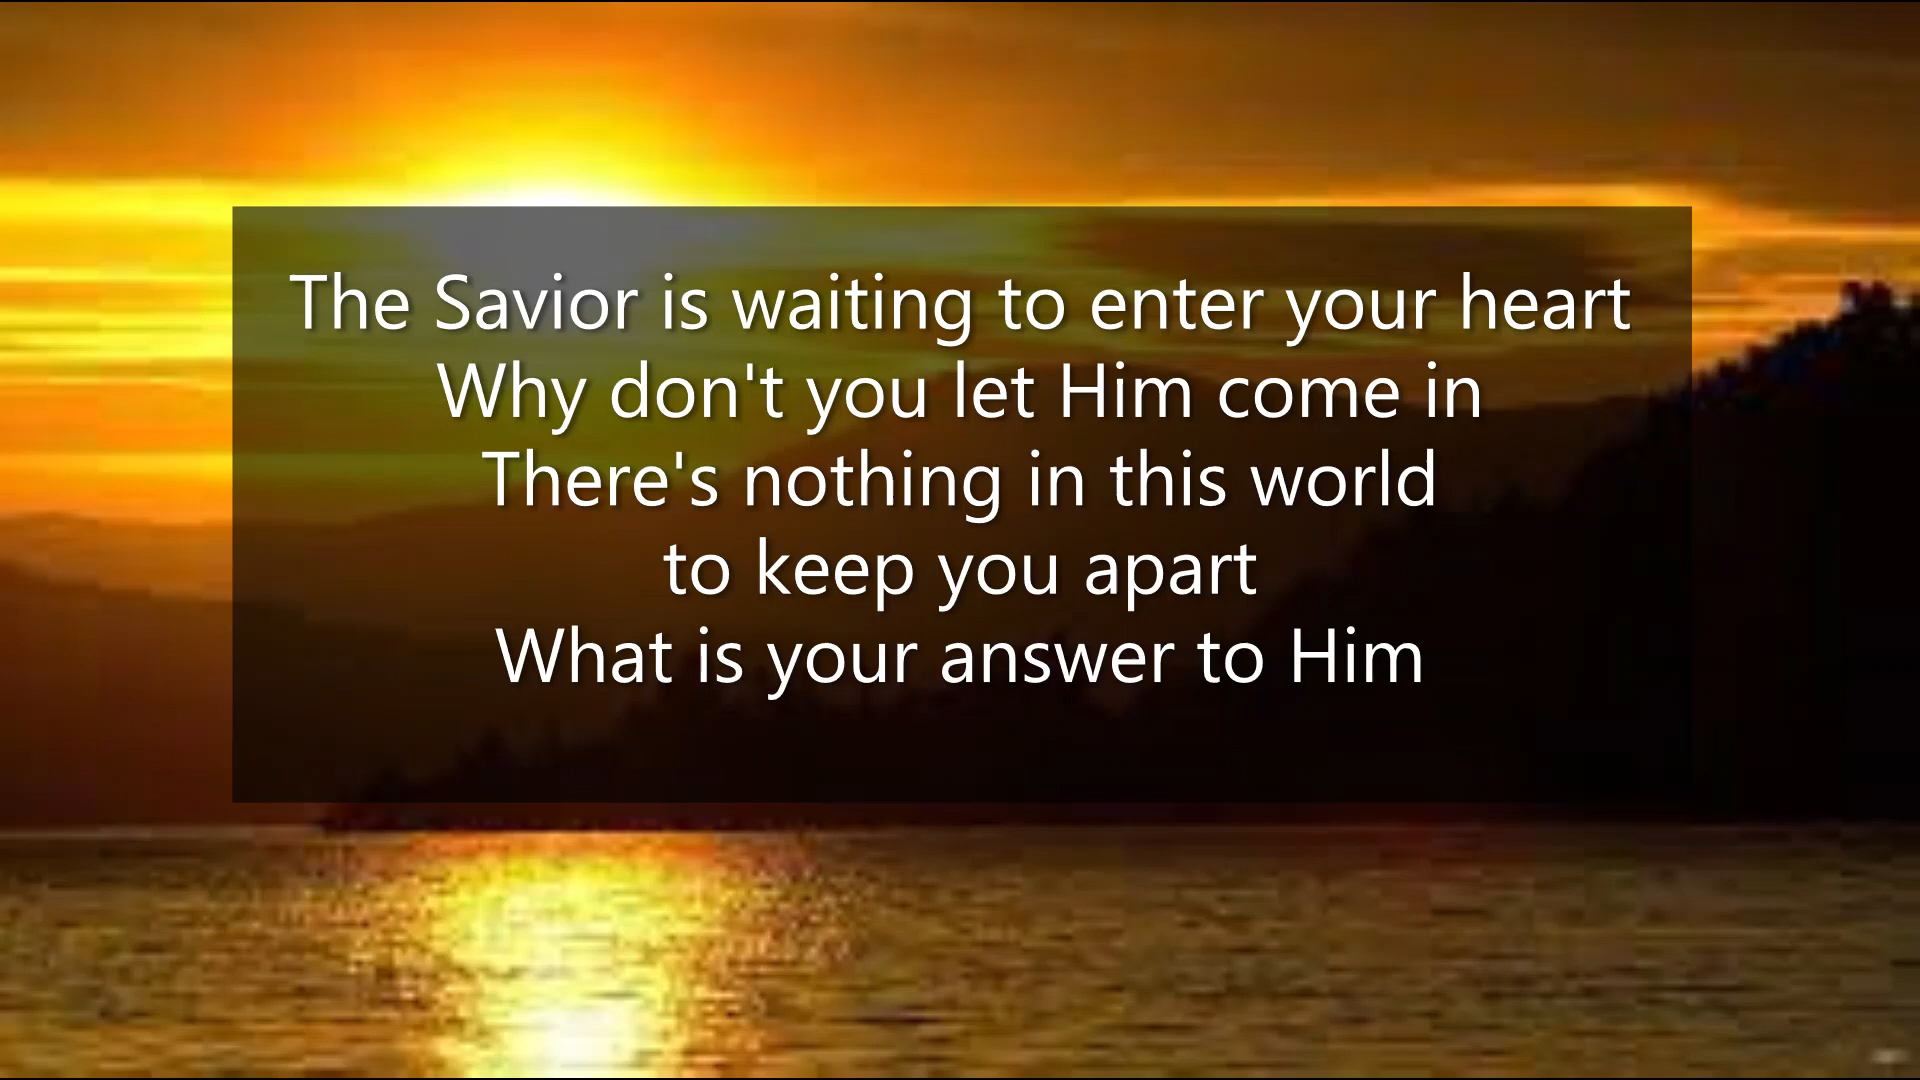 The Savior is waiting to enter your heart
Why don't you let Him come in
There's nothing in this world
to keep you apart
What is your answer to Him